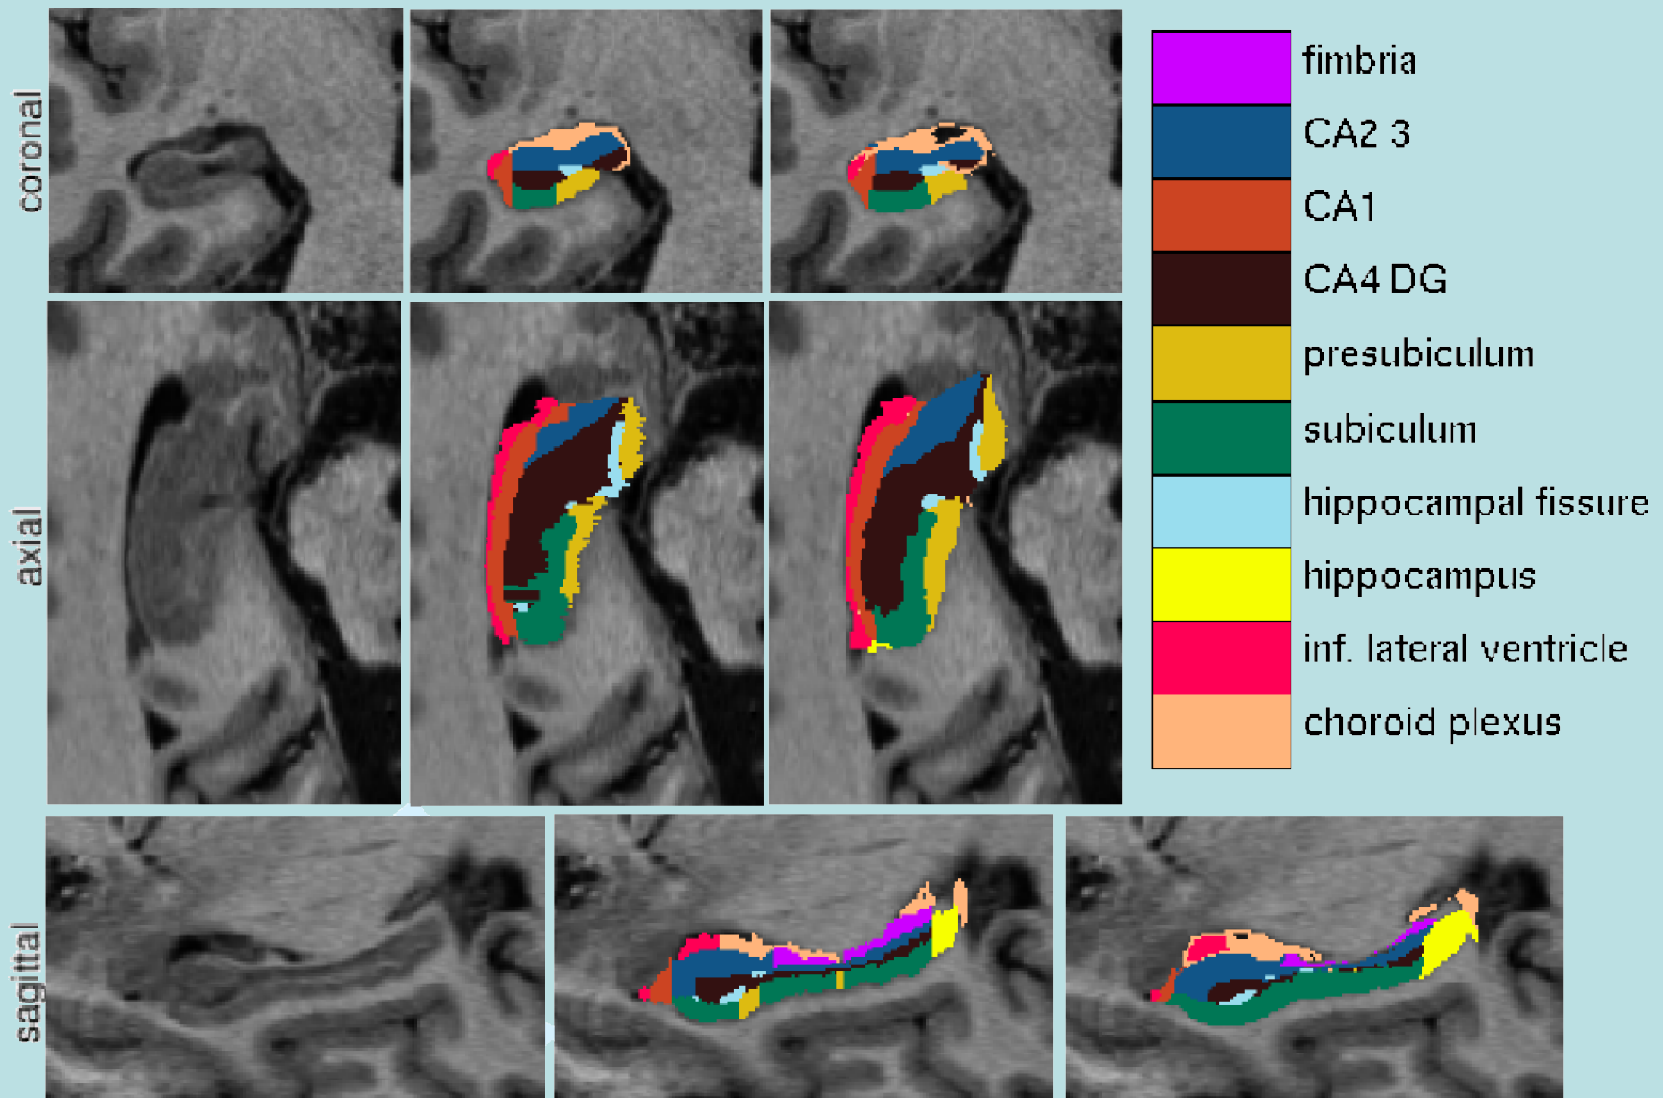 coronal
axial
sagittal
fimbria
CA2 3
CA1
CA4 DG
presubiculum
subiculum
hippocampal fissure
hippocampus
inf. lateral ventricle
choroid plexus